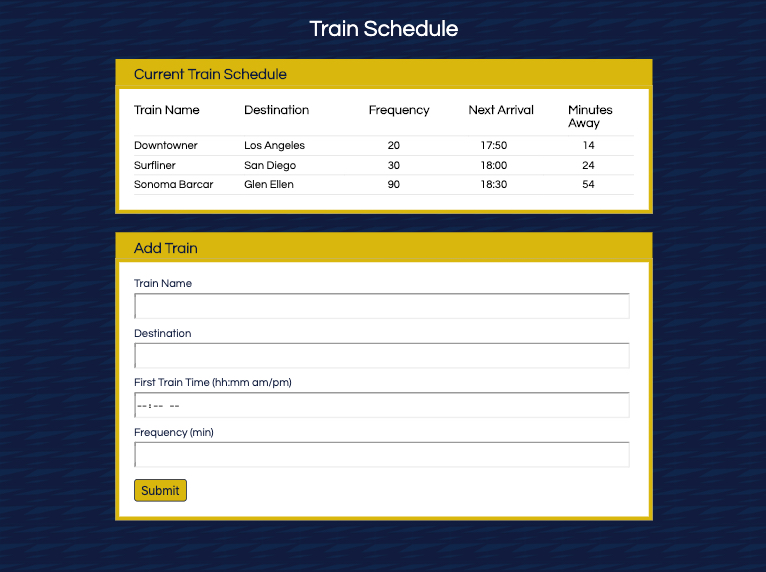 Train Schedule
Current Train Schedule
Train Name Destination Frequency Next Arrival Minutes Away
Downtowner Los Angeles 20 17:50 14
Surfliner San Diego 30 18:00 24
Sonoma Barcar Glen Ellen 90 18:30 54
Add Train
Train Name
Destination
First Train Time (hh:mm am/pm)
--:-- --
Frequency (min)
Submit